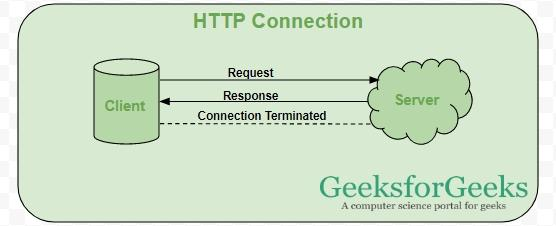 HTTP Connection
Request
Client
Response
Server
Connection Terminated
GeeksforGeeks
A computer science portal for geeks